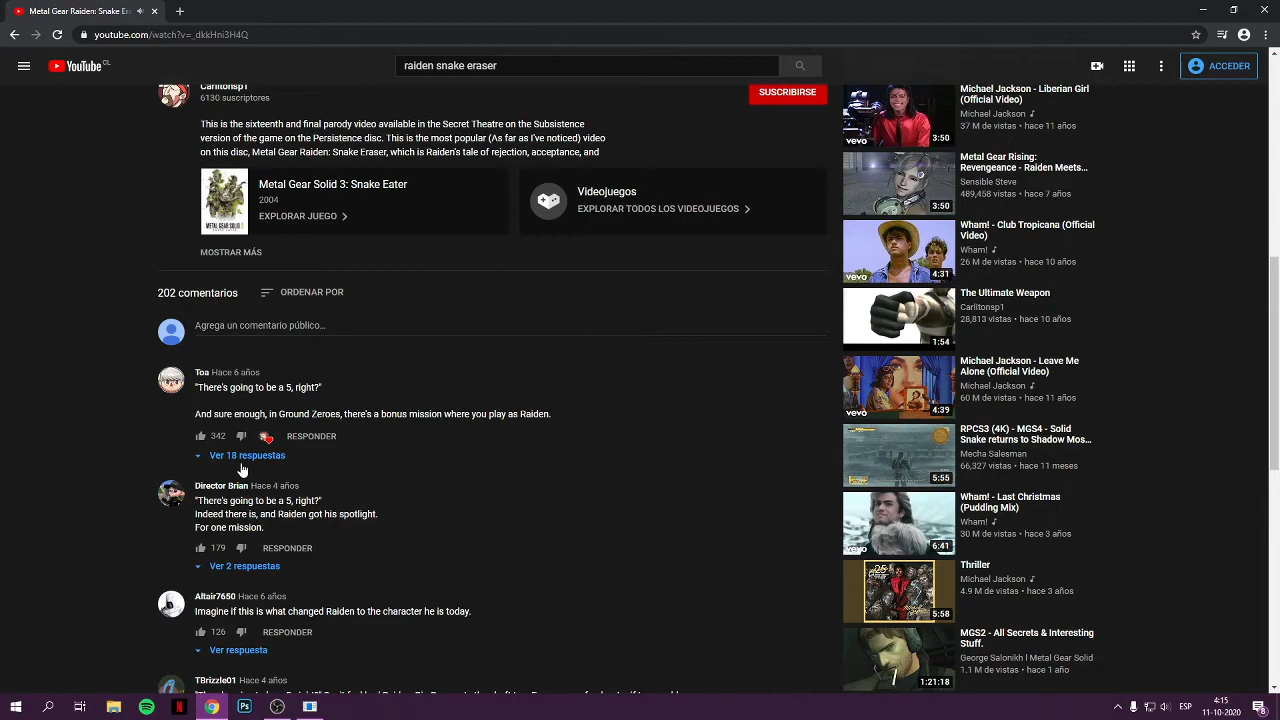 Metal Gear Raiden: Snake Era
youtube.com/watch?v=_dkkHni3H4Q
YouTube CL
raiden snake eraser
ACCEDER
Carlitonsp1
6130 suscriptores
SUSCRIBIRSE
This is the sixteenth and final parody video available in the Secret Theatre on the Subsistence
version of the game on the Persistence disc. This is the most popular (As far as I've noticed) video
on this disc, Metal Gear Raiden: Snake Eraser, which is Raiden's tale of rejection, acceptance, and
Metal Gear Solid 3: Snake Eater
2004
EXPLORAR JUEGO
Videojuegos
EXPLORAR TODOS LOS VIDEOJUEGOS
MOSTRAR MÁS
202 comentarios
ORDENAR POR
Agrega un comentario público...
Toa Hace 6 años
"There's going to be a 5, right?"
And sure enough, in Ground Zeroes, there's a bonus mission where you play as Raiden.
342 RESPONDER
Ver 18 respuestas
Director Brian Hace 4 años
"There's going to be a 5, right?"
Indeed there is, and Raiden got his spotlight.
For one mission.
179 RESPONDER
Ver 2 respuestas
Altair7650 Hace 6 años
Imagine if this is what changed Raiden to the character he is today.
126 RESPONDER
Ver respuesta
TBrizzle01 Hace 4 años
Michael Jackson - Liberian Girl
(Official Video)
Michael Jackson
37 M de vistas • hace 11 años
vevo
3:50
Metal Gear Rising:
Revengeance - Raiden Meets...
Sensible Steve
489,458 vistas • hace 7 años
3:50
Wham! - Club Tropicana (Official
Video)
Wham!
26 M de vistas • hace 10 años
vevo
4:31
The Ultimate Weapon
Carlitonsp1
28,813 vistas • hace 10 años
1:54
Michael Jackson - Leave Me
Alone (Official Video)
Michael Jackson
60 M de vistas • hace 11 años
vevo
4:39
RPCS3 (4K) - MGS4 - Solid
Snake returns to Shadow Mos...
Mecha Salesman
66,327 vistas • hace 11 meses
5:55
Wham! - Last Christmas
(Pudding Mix)
Wham!
30 M de vistas • hace 10 años
vevo
6:41
Thriller
Michael Jackson
4.9 M de vistas • hace 3 años
25
5:58
MGS2 - All Secrets & Interesting
Stuff.
George Salonikh l Metal Gear Solid
1.1 M de vistas • hace 1 año
1:21:18
Ps
ESP
4:15
11-10-2020
8